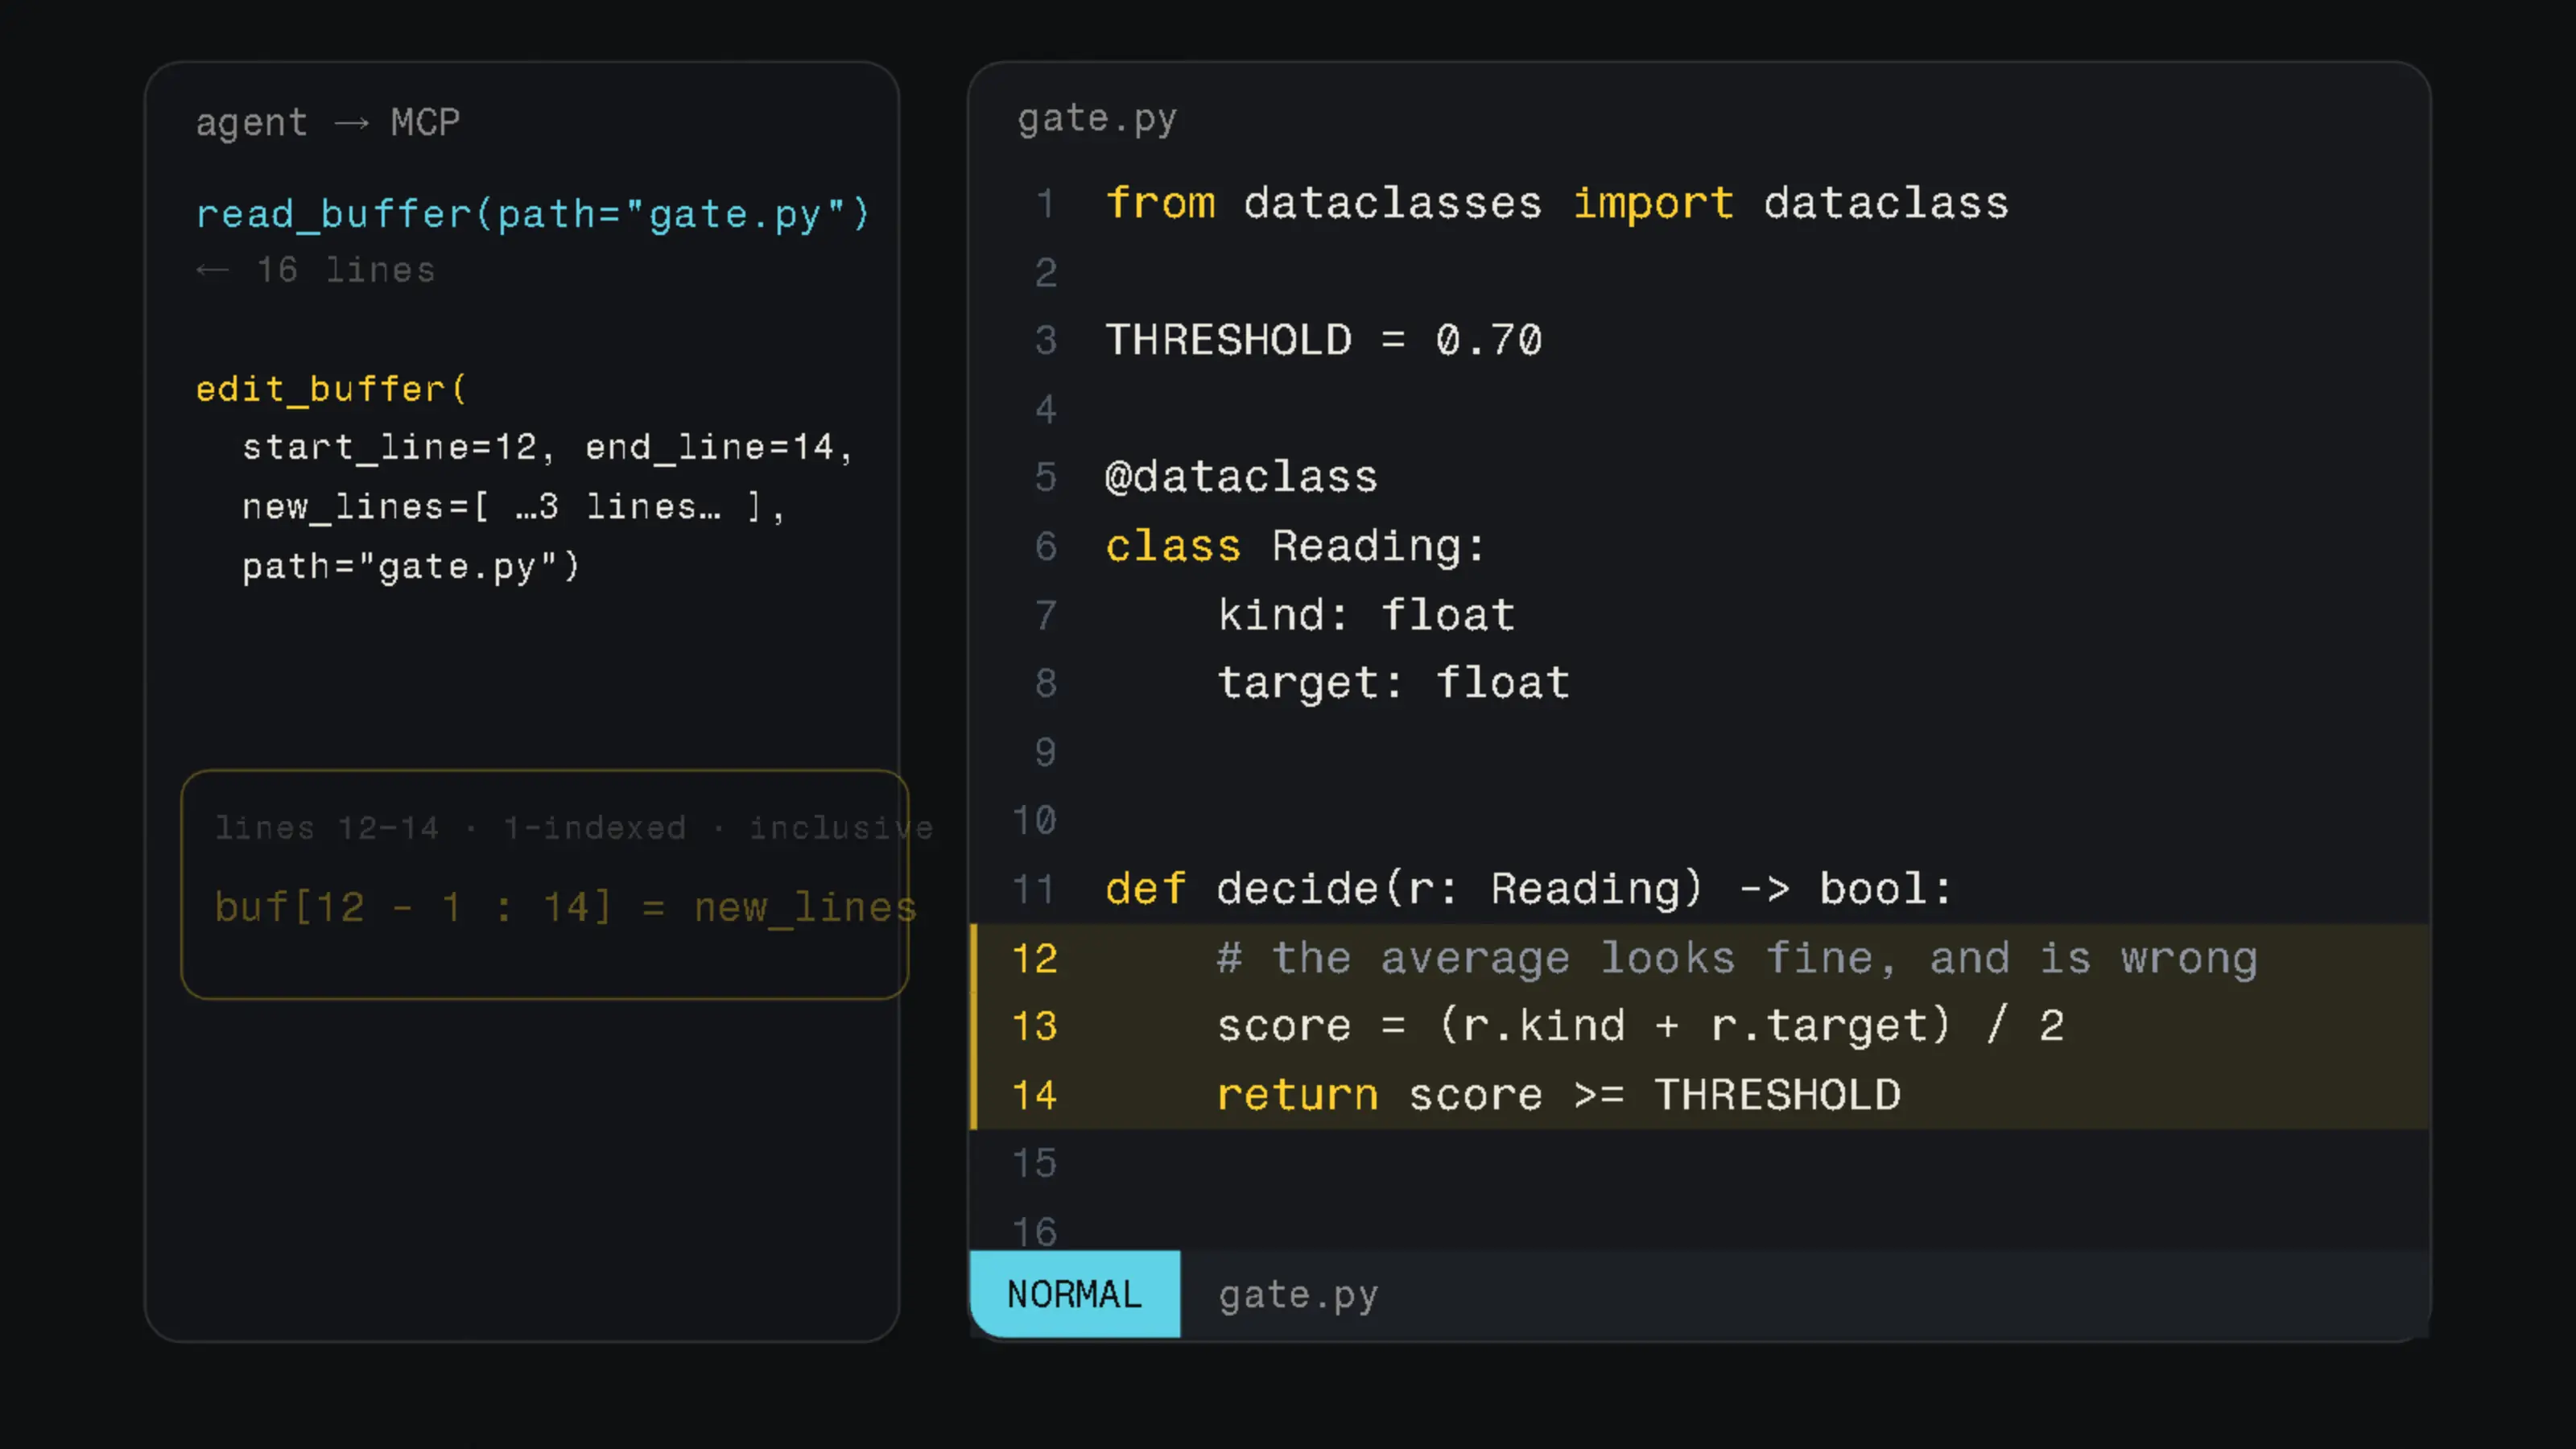 agent → MCP
read_buffer(path="gate.py")
← 16 lines
edit_buffer(
  start_line=12, end_line=14,
  new_lines=[ …3 lines… ],
  path="gate.py")
lines 12–14 · 1-indexed · inclusive
buf[12 - 1 : 14] = new_lines
gate.py
1 from dataclasses import dataclass
2
3 THRESHOLD = 0.70
4
5 @dataclass
6 class Reading:
7     kind: float
8     target: float
9
10
11 def decide(r: Reading) -> bool:
12     # the average looks fine, and is wrong
13     score = (r.kind + r.target) / 2
14     return score >= THRESHOLD
15
16
NORMAL gate.py